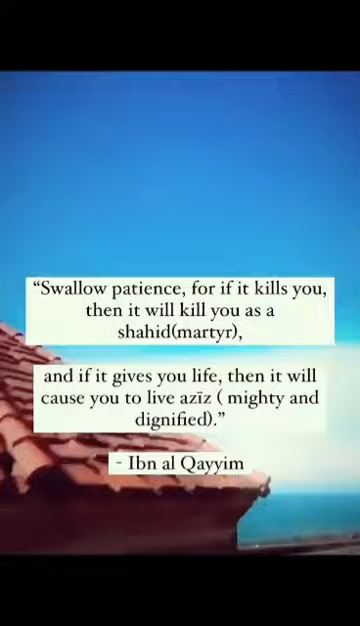 “Swallow patience, for if it kills you,
then it will kill you as a
shahid(martyr),
and if it gives you life, then it will
cause you to live azīz ( mighty and
dignified).”
- Ibn al Qayyim